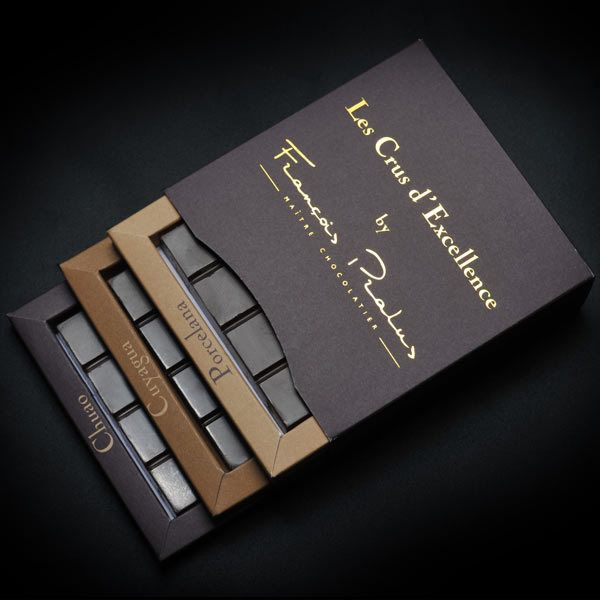 Les Crus d'Excellence
by
François Pralus
MAÎTRE CHOCOLATIER
Porcelana
Cuyagua
Chuao